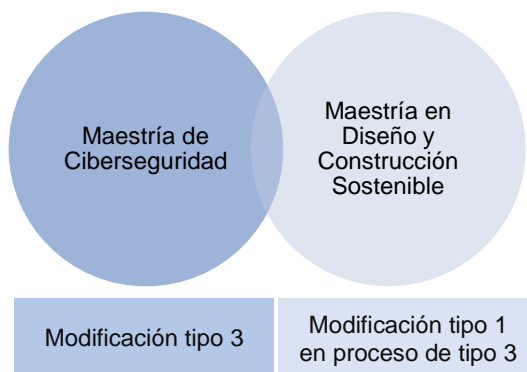 Maestría de
Ciberseguridad
Maestría en
Diseño y
Construcción
Sostenible
Modificación tipo 3
Modificación tipo 1
en proceso de tipo 3